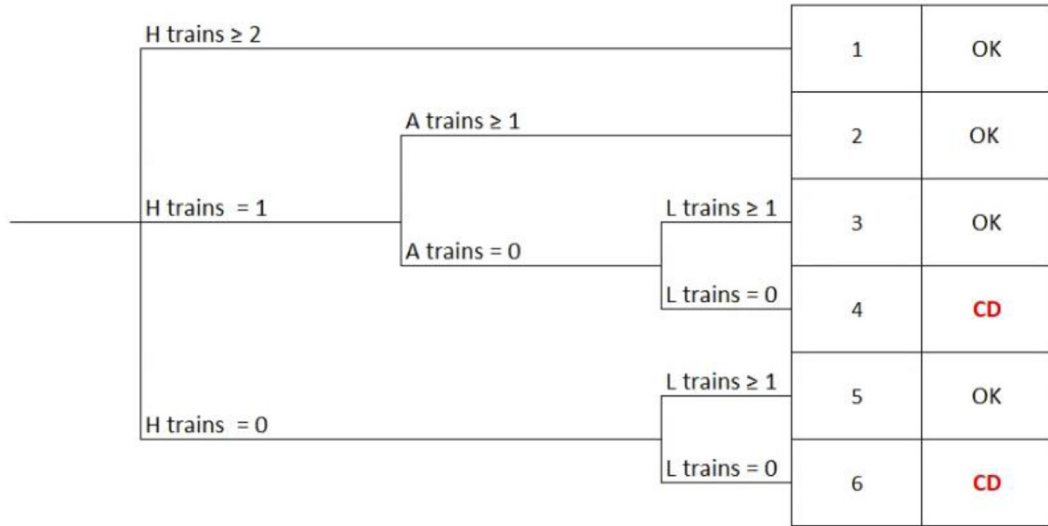 H trains ≥ 2
1 OK
A trains ≥ 1
2 OK
H trains = 1
L trains ≥ 1
3 OK
A trains = 0
L trains = 0
4 CD
L trains ≥ 1
5 OK
H trains = 0
L trains = 0
6 CD